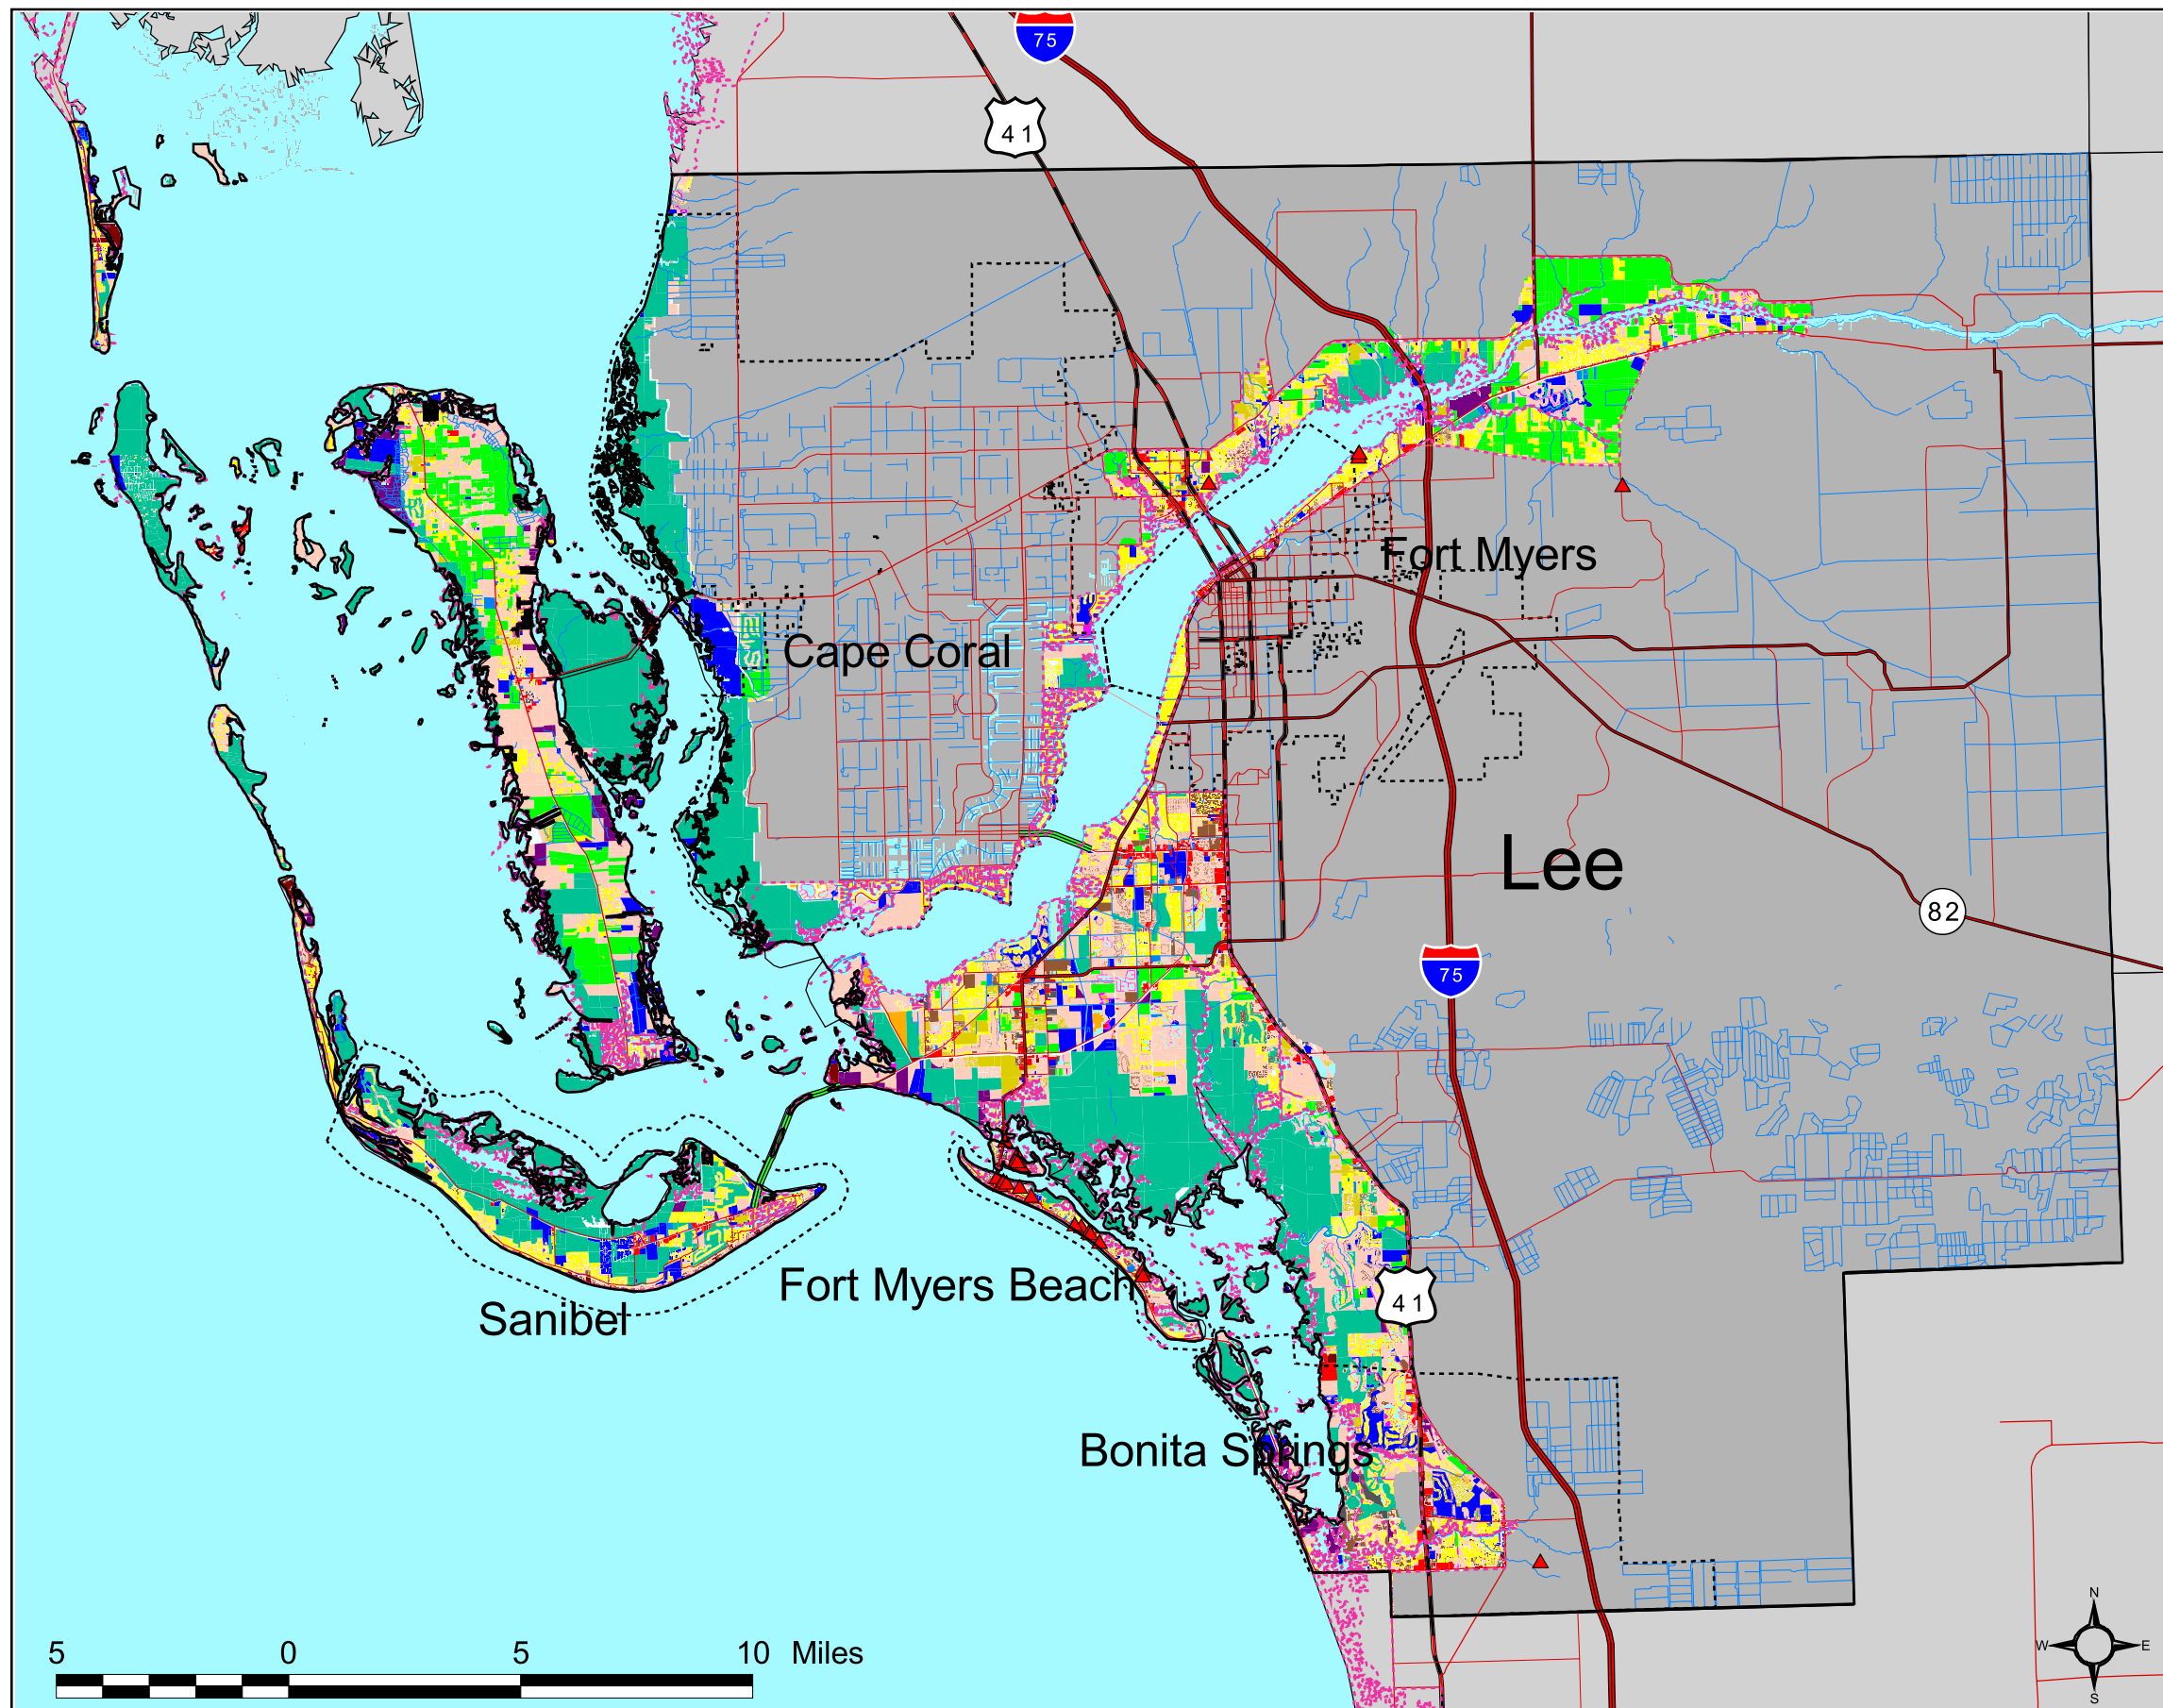 75
41
Fort Myers
Cape Coral
Lee
82
75
Fort Myers Beach
Sanibel
41
Bonita Springs
5 0 5 10 Miles
N
W E
S